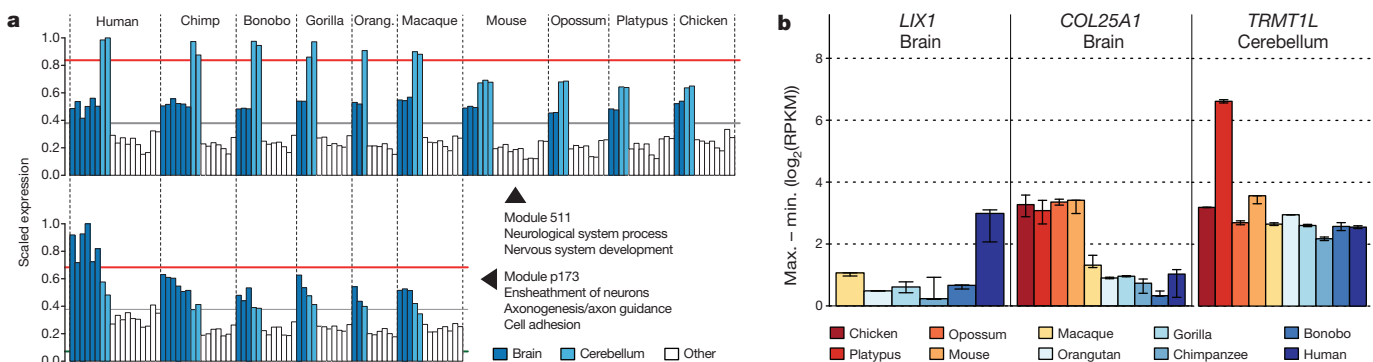 a
Human Chimp Bonobo Gorilla Orang. Macaque Mouse Opossum Platypus Chicken
Scaled expression
1.0
0.8
0.6
0.4
0.2
0.0
Module 511
Neurological system process
Nervous system development
1.0
0.8
0.6
0.4
0.2
0.0
Module p173
Ensheathment of neurons
Axonogenesis/axon guidance
Cell adhesion
Brain Cerebellum Other
b
LIX1 COL25A1 TRMT1L
Brain Brain Cerebellum
Max. – min. (log2(RPKM))
8
6
4
2
0
Chicken Opossum Macaque Gorilla Bonobo
Platypus Mouse Orangutan Chimpanzee Human